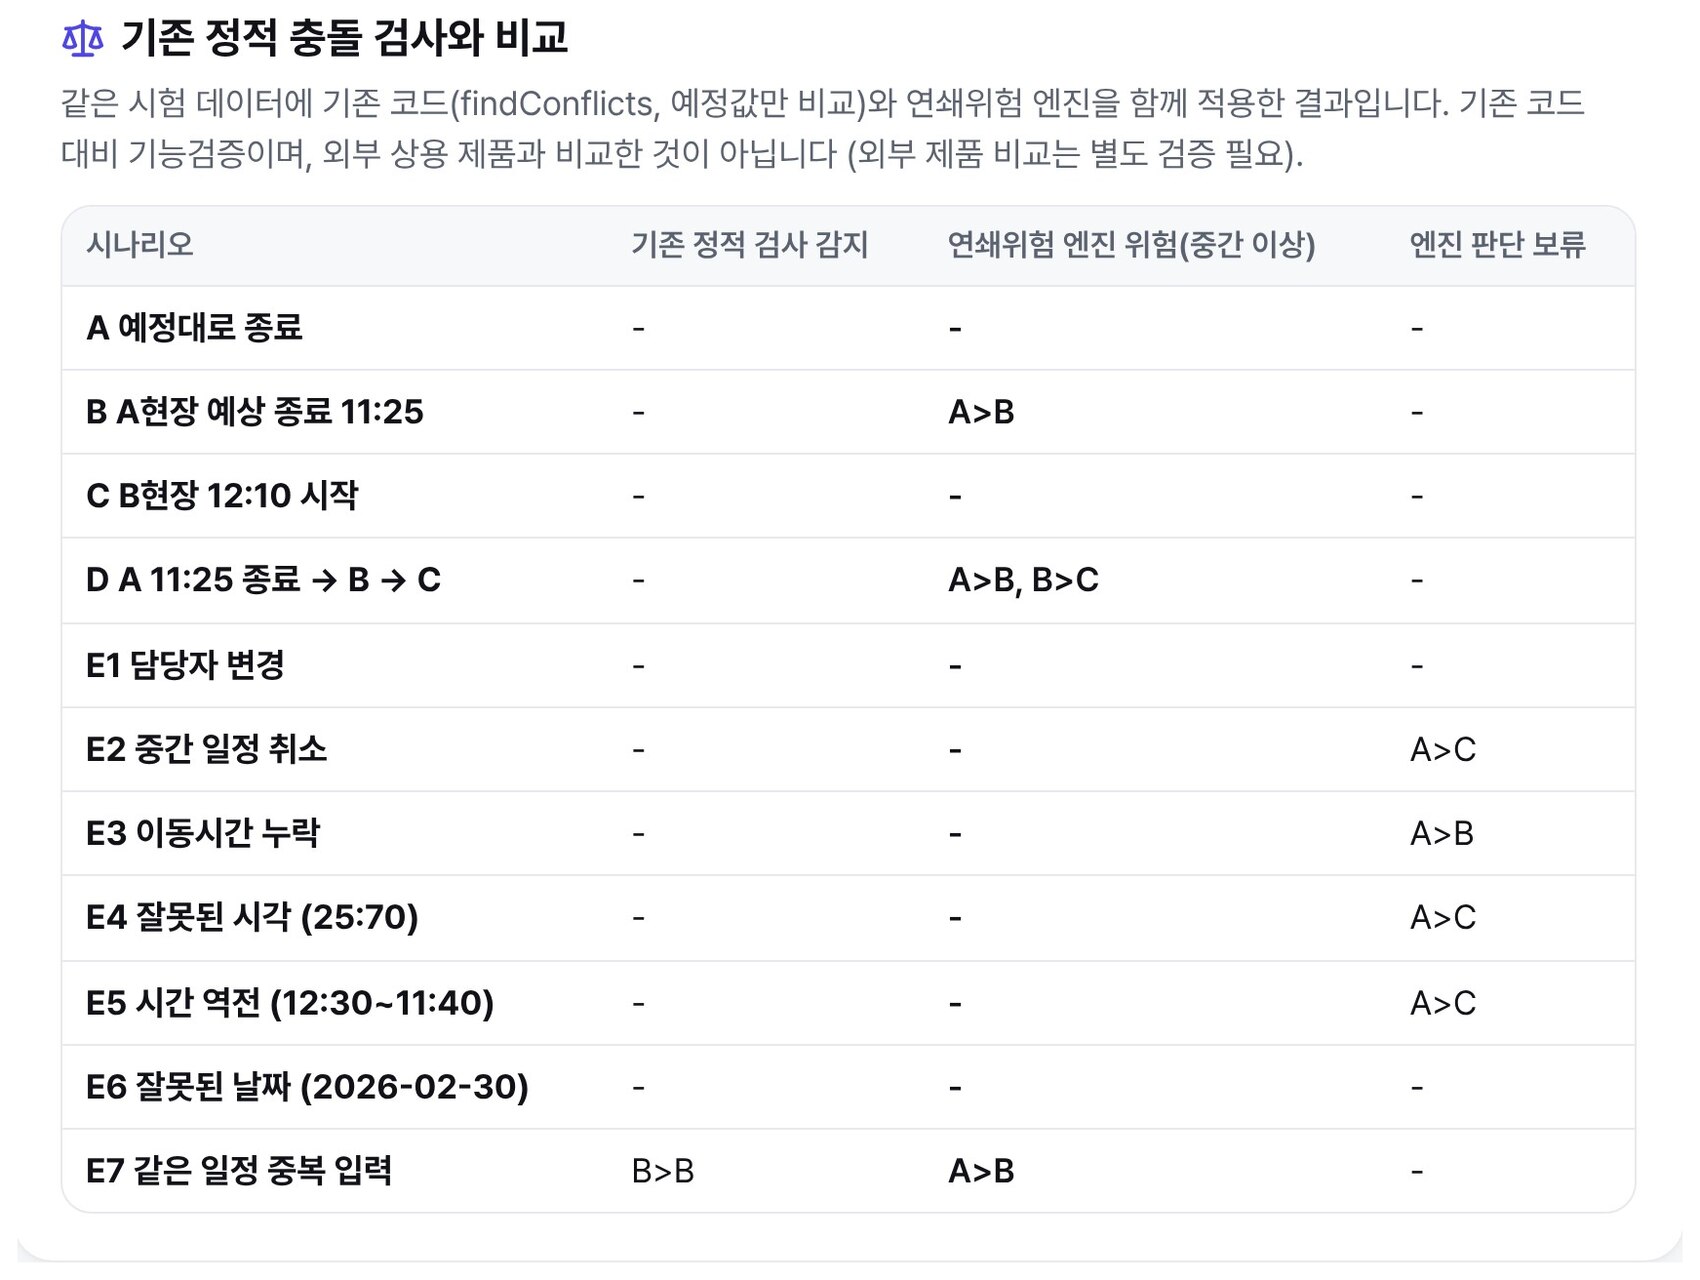 기존 정적 충돌 검사와 비교
같은 시험 데이터에 기존 코드(findConflicts, 예정값만 비교)와 연쇄위험 엔진을 함께 적용한 결과입니다. 기존 코드
대비 기능검증이며, 외부 상용 제품과 비교한 것이 아닙니다 (외부 제품 비교는 별도 검증 필요).
시나리오 기존 정적 검사 감지 연쇄위험 엔진 위험(중간 이상) 엔진 판단 보류
A 예정대로 종료 - - -
B A현장 예상 종료 11:25 - A>B -
C B현장 12:10 시작 - - -
D A 11:25 종료 → B → C - A>B, B>C -
E1 담당자 변경 - - -
E2 중간 일정 취소 - - A>C
E3 이동시간 누락 - - A>B
E4 잘못된 시각 (25:70) - - A>C
E5 시간 역전 (12:30~11:40) - - A>C
E6 잘못된 날짜 (2026-02-30) - - -
E7 같은 일정 중복 입력 B>B A>B -